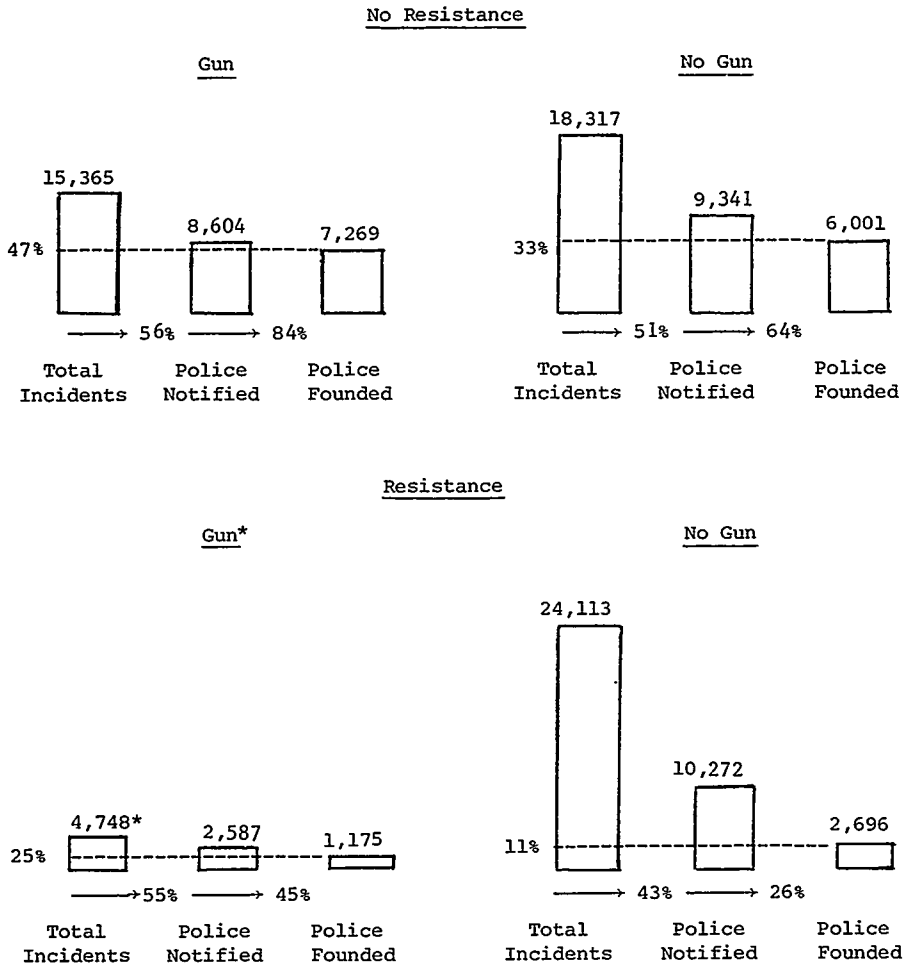 No Resistance
Gun
No Gun
18,317
15,365
9,341
8,604
7,269
6,001
47%
33%
56%
84%
51%
64%
Total Police Police
Incidents Notified Founded
Total Police Police
Incidents Notified Founded
Resistance
Gun*
No Gun
24,113
10,272
4,748*
2,587
1,175
2,696
25%
11%
55%
45%
43%
26%
Total Police Police
Incidents Notified Founded
Total Police Police
Incidents Notified Founded